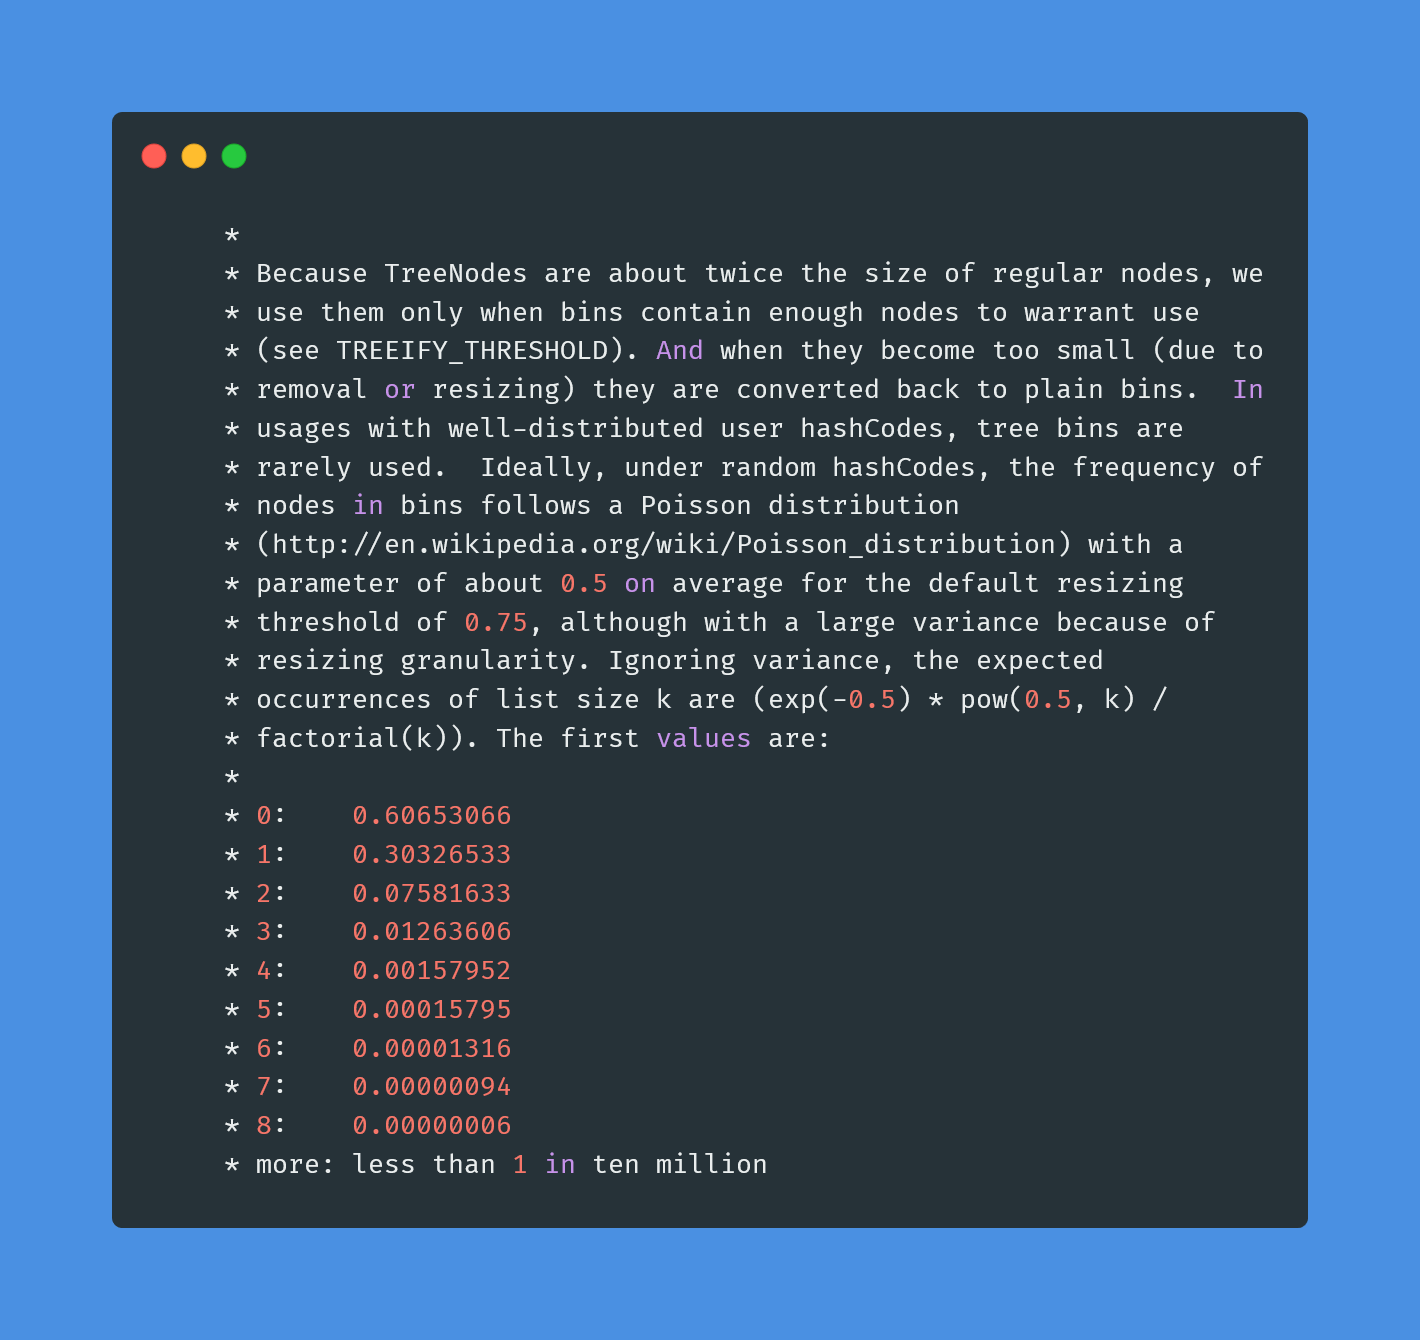 *
* Because TreeNodes are about twice the size of regular nodes, we
* use them only when bins contain enough nodes to warrant use
* (see TREEIFY_THRESHOLD). And when they become too small (due to
* removal or resizing) they are converted back to plain bins.  In
* usages with well-distributed user hashCodes, tree bins are
* rarely used.  Ideally, under random hashCodes, the frequency of
* nodes in bins follows a Poisson distribution
* (http://en.wikipedia.org/wiki/Poisson_distribution) with a
* parameter of about 0.5 on average for the default resizing
* threshold of 0.75, although with a large variance because of
* resizing granularity. Ignoring variance, the expected
* occurrences of list size k are (exp(-0.5) * pow(0.5, k) /
* factorial(k)). The first values are:
*
* 0:    0.60653066
* 1:    0.30326533
* 2:    0.07581633
* 3:    0.01263606
* 4:    0.00157952
* 5:    0.00015795
* 6:    0.00001316
* 7:    0.00000094
* 8:    0.00000006
* more: less than 1 in ten million